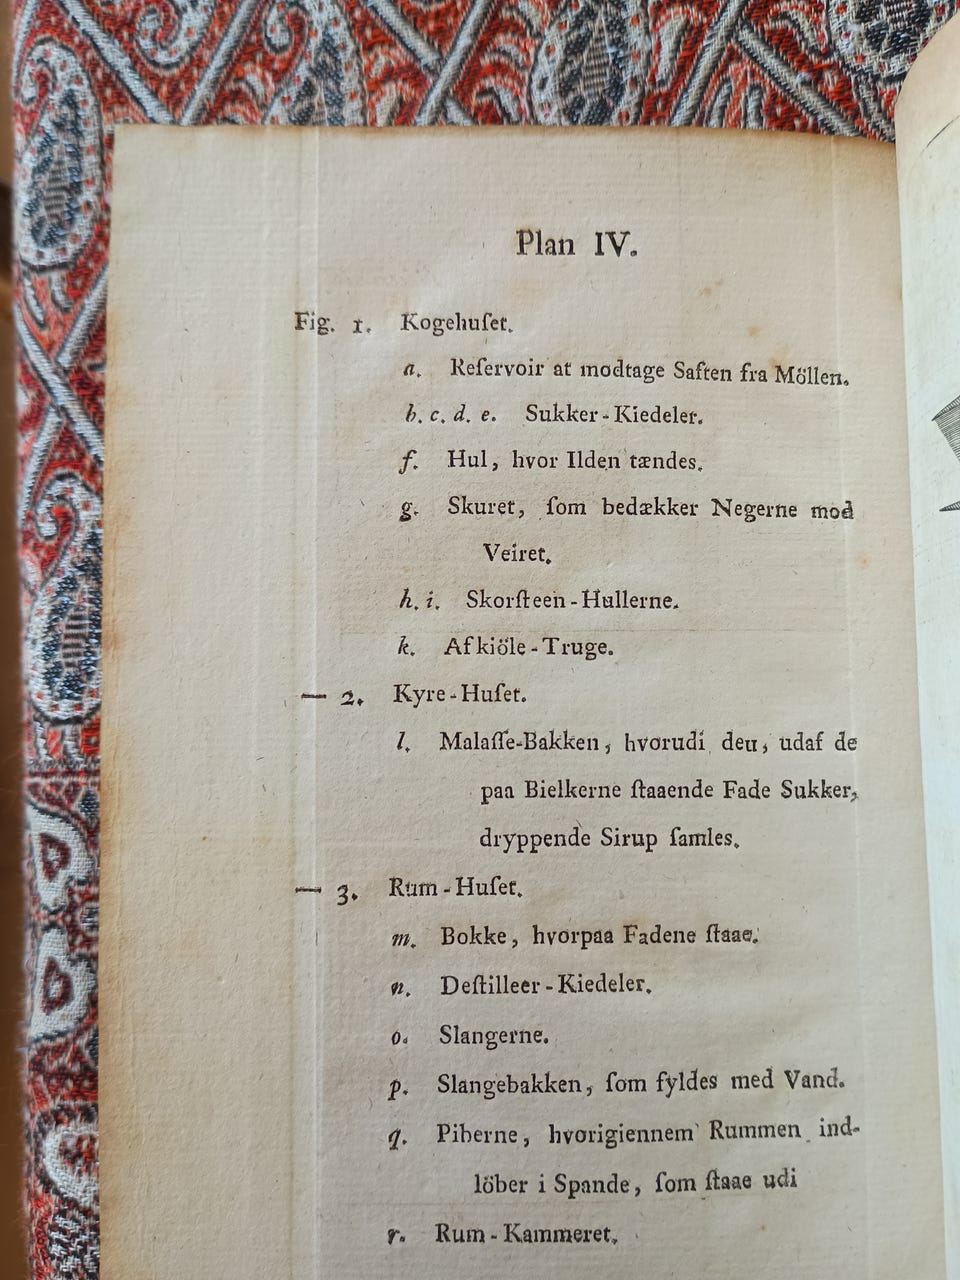 Plan IV.
Fig. 1. Kogehuſet.
a. Reſervoir at modtage Saften fra Möllen.
b. c. d. e. Sukker-Kiedeler.
f. Hul, hvor Ilden tændes.
g. Skuret, ſom bedækker Negerne mod
Veiret.
h. i. Skorſteen-Hullerne.
k. Afkiöle-Truge.
— 2. Kyre-Huſet.
l. Malaſſe-Bakken, hvorudi deu, udaf de
paa Bielkerne ſtaaende Fade Sukker,
dryppende Sirup ſamles.
— 3. Rum-Huſet.
m. Bokke, hvorpaa Fadene ſtaae.
n. Deſtilleer-Kiedeler.
o. Slangerne.
p. Slangebakken, ſom fyldes med Vand.
q. Piberne, hvorigiennem Rummen ind-
löber i Spande, ſom ſtaae udi
r. Rum-Kammeret.